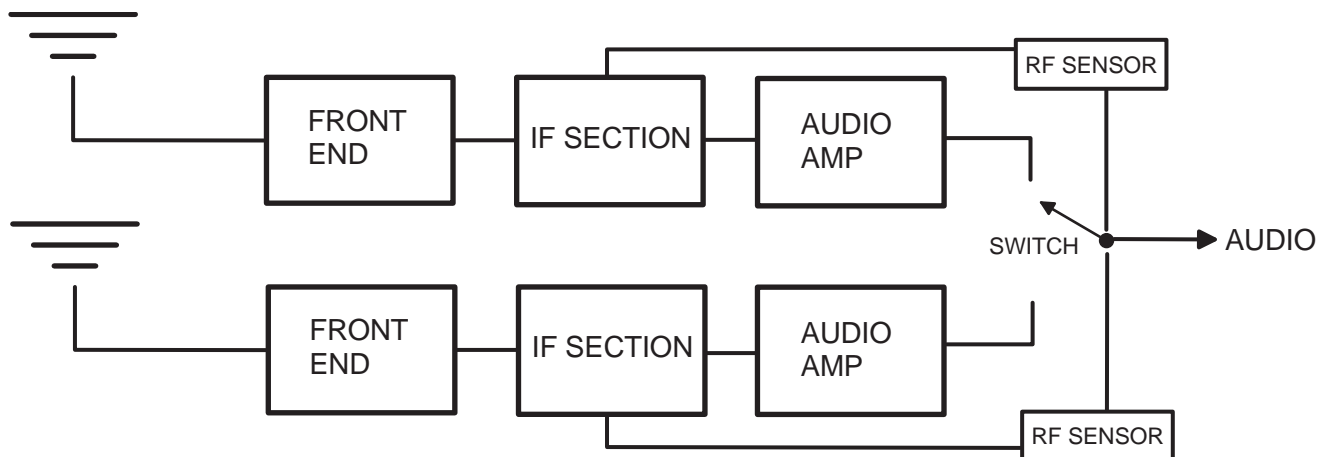 RF SENSOR
FRONT
END
IF SECTION
AUDIO
AMP
SWITCH
AUDIO
FRONT
END
IF SECTION
AUDIO
AMP
RF SENSOR